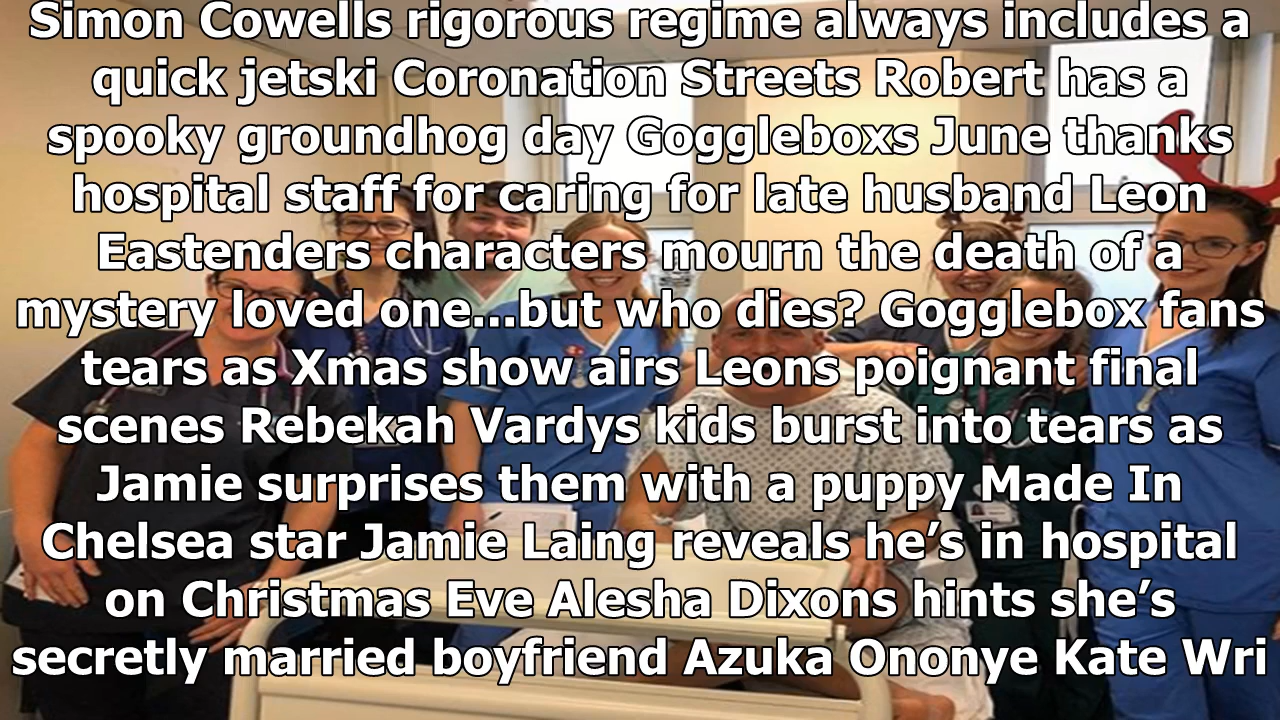 Simon Cowells rigorous regime always includes a
quick jetski Coronation Streets Robert has a
spooky groundhog day Goggleboxs June thanks
hospital staff for caring for late husband Leon
Eastenders characters mourn the death of a
mystery loved one...but who dies? Gogglebox fans
tears as Xmas show airs Leons poignant final
scenes Rebekah Vardys kids burst into tears as
Jamie surprises them with a puppy Made In
Chelsea star Jamie Laing reveals he’s in hospital
on Christmas Eve Alesha Dixons hints she’s
secretly married boyfriend Azuka Ononye Kate Wri